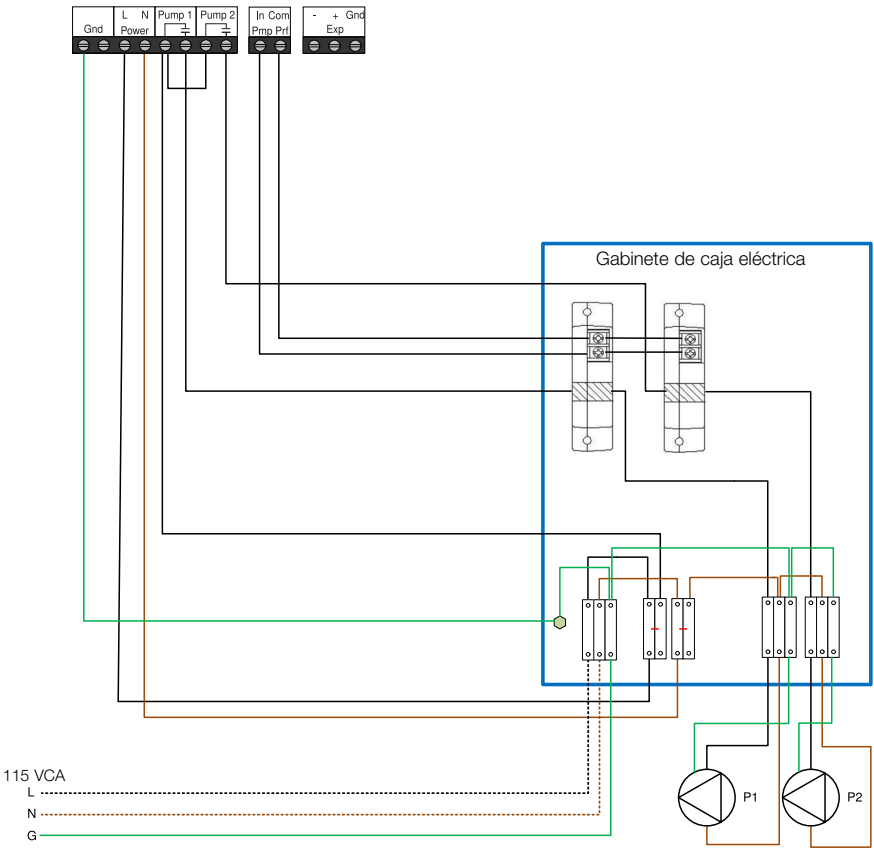 L N Pump 1 Pump 2 In Com - + Gnd
Gnd Power Pmp Prf Exp
Gabinete de caja eléctrica
115 VCA
L
N
G
P1
P2